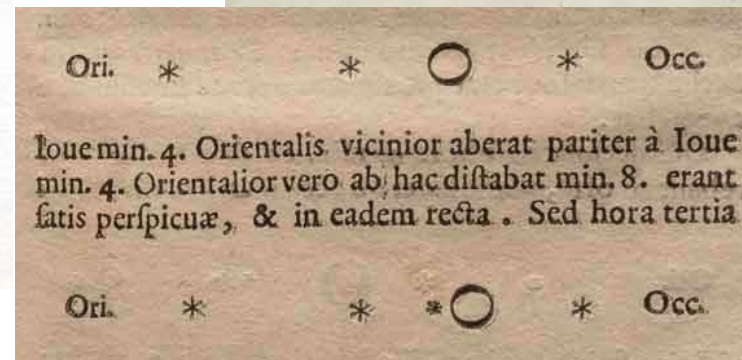 Ori. * * O * Occ.
Ioue min. 4. Orientalis vicinior aberat pariter à Ioue
min. 4. Orientalior vero ab hac diſtabat min. 8. erant
ſatis perſpicuæ, & in eadem recta. Sed hora tertia
Ori. * * * O * Occ.